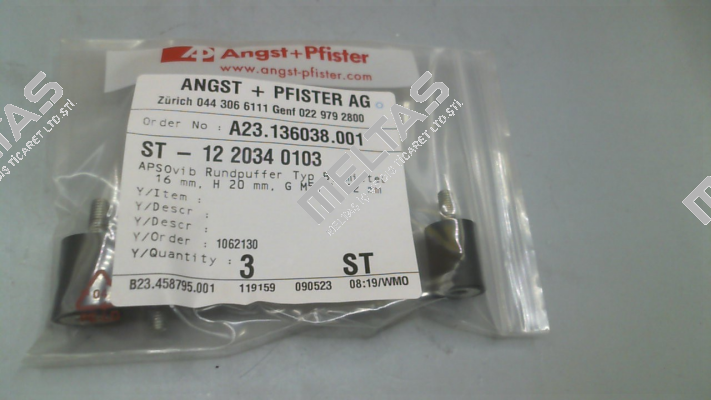 Angst+Pfister
www.angst-pfister.com
ANGST + PFISTER AG
Zürich 044 306 6111 Genf 022 979 2800
Order No : A23.136038.001
ST - 12 2034 0103
APSOvib Rundpuffer Typ
16 mm, H 20 mm, G
Y/Item :
Y/Descr :
Y/Descr :
Y/Order : 1062130
Y/Quantity : 3 ST
B23.458795.001 119159 090523 08:19/WMO
MELTAS
MELTAS
MELTAS